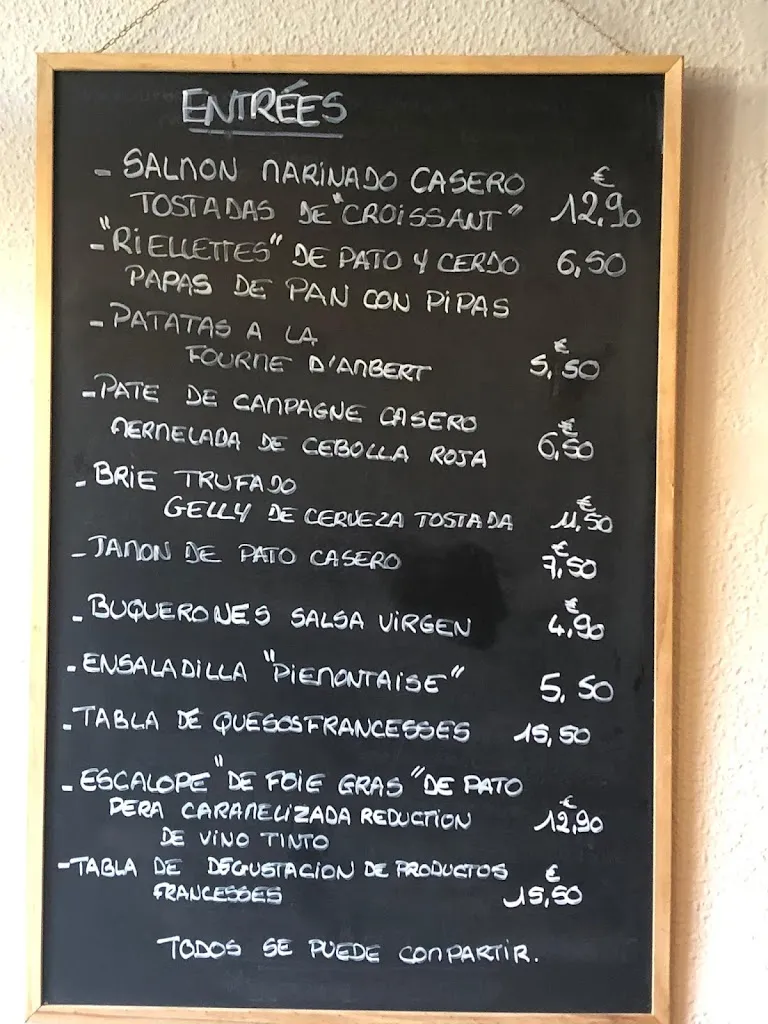 ENTRÉES
- SALMON MARINADO CASERO €
TOSTADAS DE "CROISSANT" 12,90
- "RIELLETTES" DE PATO Y CERDO 6,50
PAPAS DE PAN CON PIPAS
- PATATAS A LA €
FOURME D'AMBERT 5,50
- PATE DE CAMPAGNE CASERO €
MERMELADA DE CEBOLLA ROJA 6,50
- BRIE TRUFADO €
GELLY DE CERVEZA TOSTADA 11,50
- JAMON DE PATO CASERO € 7,50
- BUQUERONES SALSA VIRGEN € 4,90
- ENSALADILLA "PIEMONTAISE" 5,50
- TABLA DE QUESOS FRANCESSES 15,50
- ESCALOPE "DE FOIE GRAS "DE PATO €
PERA CARAMELIZADA REDUCTION 12,90
DE VINO TINTO
- TABLA DE DEGUSTACION DE PRODUCTOS €
FRANCESSES 15,50
TODOS SE PUEDE COMPARTIR.